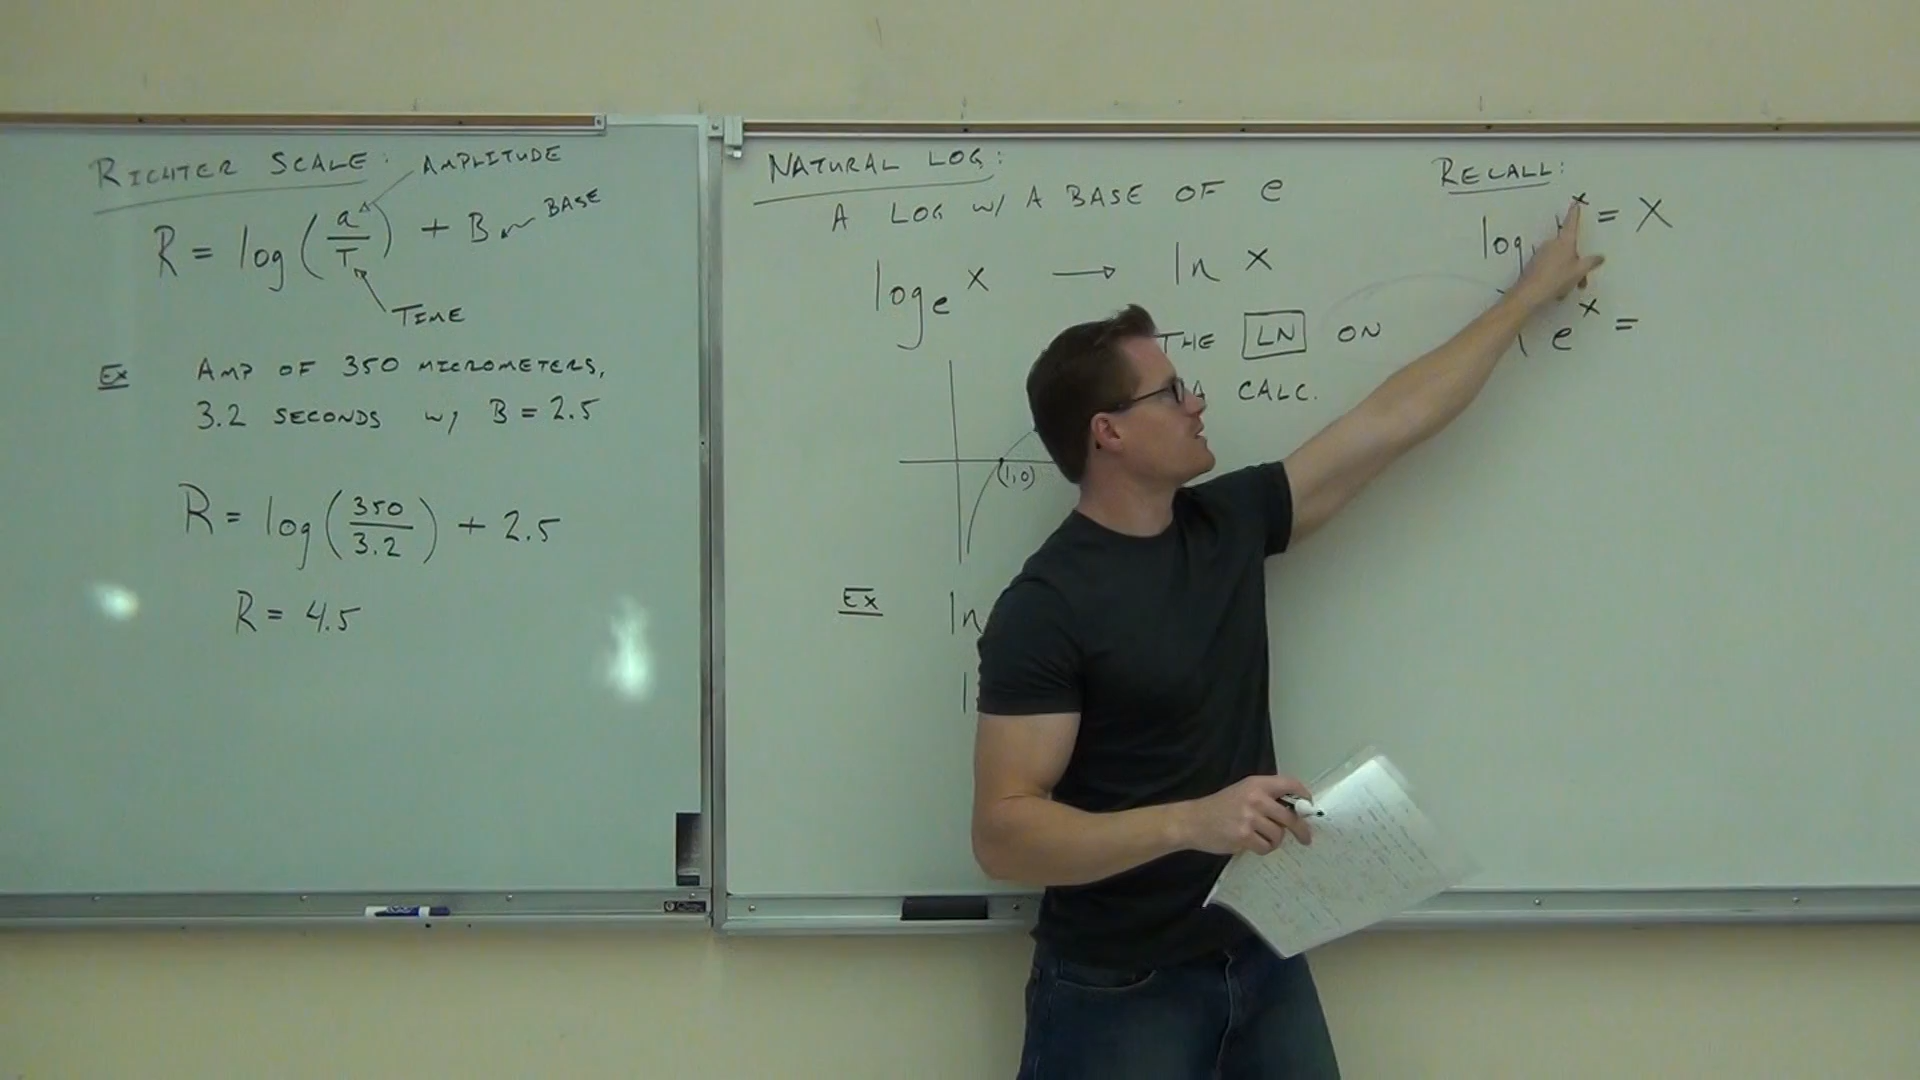 RICHTER SCALE:
AMPLITUDE
R = log(a/T) + B
BASE
TIME
Ex AMP OF 350 MICROMETERS,
3.2 SECONDS w/ B = 2.5
R = log(350/3.2) + 2.5
R = 4.5
NATURAL LOG:
A LOG w/ A BASE OF e
logₑ x → ln x
THE LN ON
CALC.
(1,0)
Ex ln
RECALL:
log x = X
eˣ =